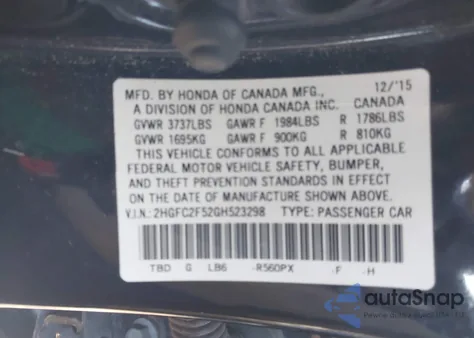 MFD. BY HONDA OF CANADA MFG., 12/'15
A DIVISION OF HONDA CANADA INC. CANADA
GVWR 3737LBS GAWR F 1984LBS R 1786LBS
GVWR 1695KG GAWR F 900KG R 810KG
THIS VEHICLE CONFORMS TO ALL APPLICABLE
FEDERAL MOTOR VEHICLE SAFETY, BUMPER,
AND THEFT PREVENTION STANDARDS IN EFFECT
ON THE DATE OF MANUFACTURE SHOWN ABOVE.
V.I.N.: 2HGFC2F52GH523298 TYPE: PASSENGER CAR
TBD G LB6 -R560PX -F -H
autoSnap